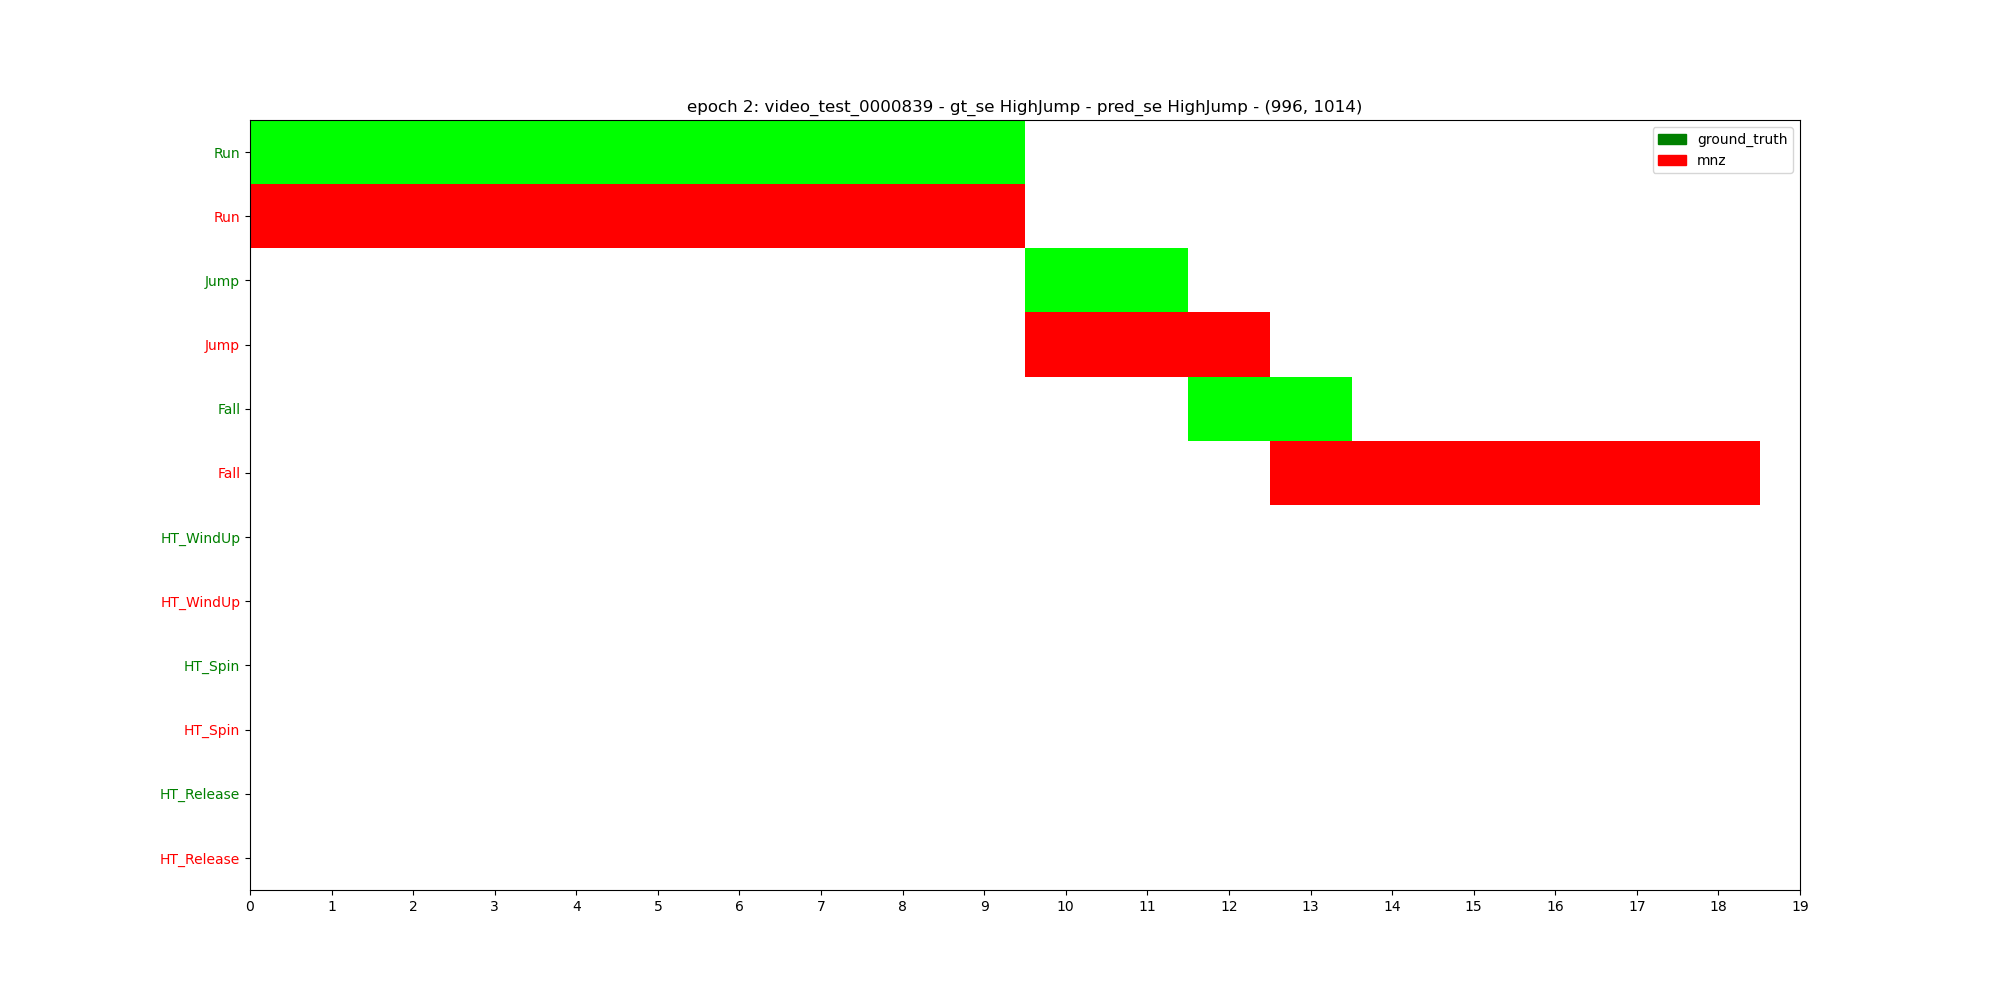 epoch 2: video_test_0000839 - gt_se HighJump - pred_se HighJump - (996, 1014)
ground_truth
mnz
Run
Run
Jump
Jump
Fall
Fall
HT_WindUp
HT_WindUp
HT_Spin
HT_Spin
HT_Release
HT_Release
0 1 2 3 4 5 6 7 8 9 10 11 12 13 14 15 16 17 18 19